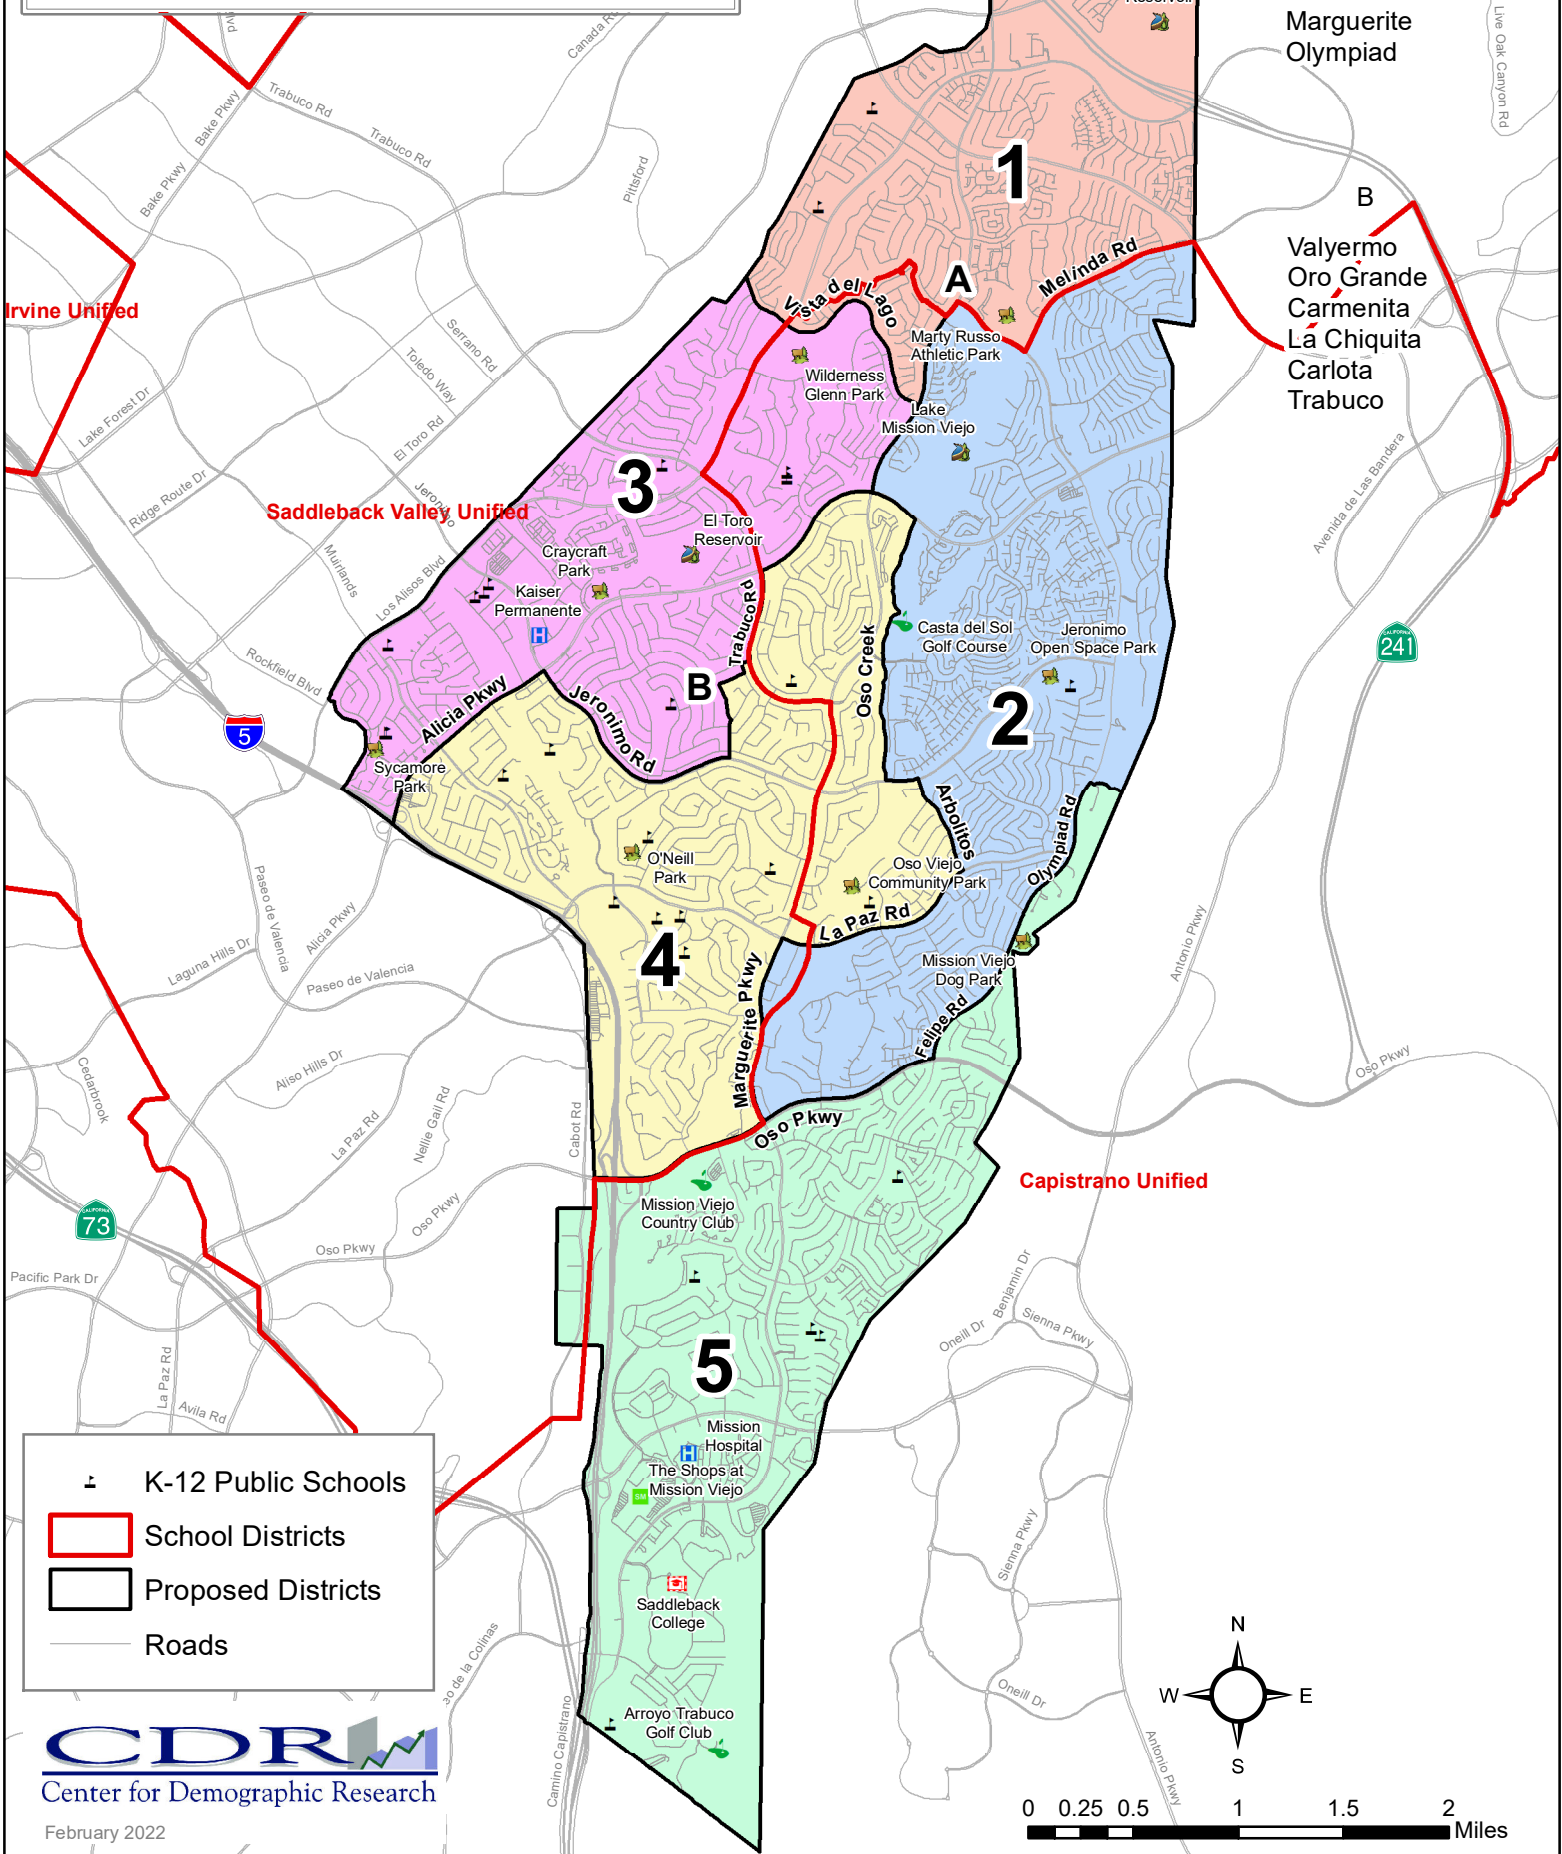 Reservoir
Marguerite
Olympiad
Live Oak Canyon Rd
Canada Rd
Trabuco Rd
Bake Pkwy
Trabuco Rd
Bake Pkwy
Pittsford
1
B
Valyermo
Oro Grande
Carmenita
La Chiquita
Carlota
Trabuco
Melinda Rd
A
Vista del Lago
Irvine Unified
Serrano Rd
Toledo Way
Marty Russo
Athletic Park
Wilderness
Glenn Park
Lake
Mission Viejo
Lake Forest Dr
El Toro Rd
Ridge Route Dr
Jeronimo
Saddleback Valley Unified
3
El Toro
Reservoir
Craycraft
Park
Kaiser
Permanente
Muirlands
Los Alisos Blvd
Avenida de Las Bandera
Trabuco Rd
Oso Creek
Casta del Sol
Golf Course
Jeronimo
Open Space Park
CALIFORNIA
241
Rockfield Blvd
B
Alicia Pkwy
Jeronimo Rd
2
5
Sycamore
Park
Arbolitos
Olympiad Rd
O'Neill
Park
Oso Viejo
Community Park
La Paz Rd
Paseo de Valencia
Alicia Pkwy
Laguna Hills Dr
Paseo de Valencia
4
Mission Viejo
Dog Park
Antonio Pkwy
Marguerite Pkwy
Felipe Rd
Cedarbrook
Aliso Hills Dr
La Paz Rd
Nellie Gail Rd
Cabot Rd
Oso Pkwy
Oso Pkwy
Capistrano Unified
CALIFORNIA
73
Oso Pkwy
Oso Pkwy
Mission Viejo
Country Club
Pacific Park Dr
Benjamin Dr
Oneill Dr
Sienna Pkwy
5
La Paz Rd
Avila Rd
Mission
Hospital
The Shops at
Mission Viejo
SM
Sienna Pkwy
Saddleback
College
K-12 Public Schools
School Districts
Proposed Districts
Roads
eo de la Colinas
Oneill Dr
Camino Capistrano
Antonio Pkwy
Arroyo Trabuco
Golf Club
N
W
E
S
CDR
Center for Demographic Research
February 2022
0 0.25 0.5 1 1.5 2
Miles